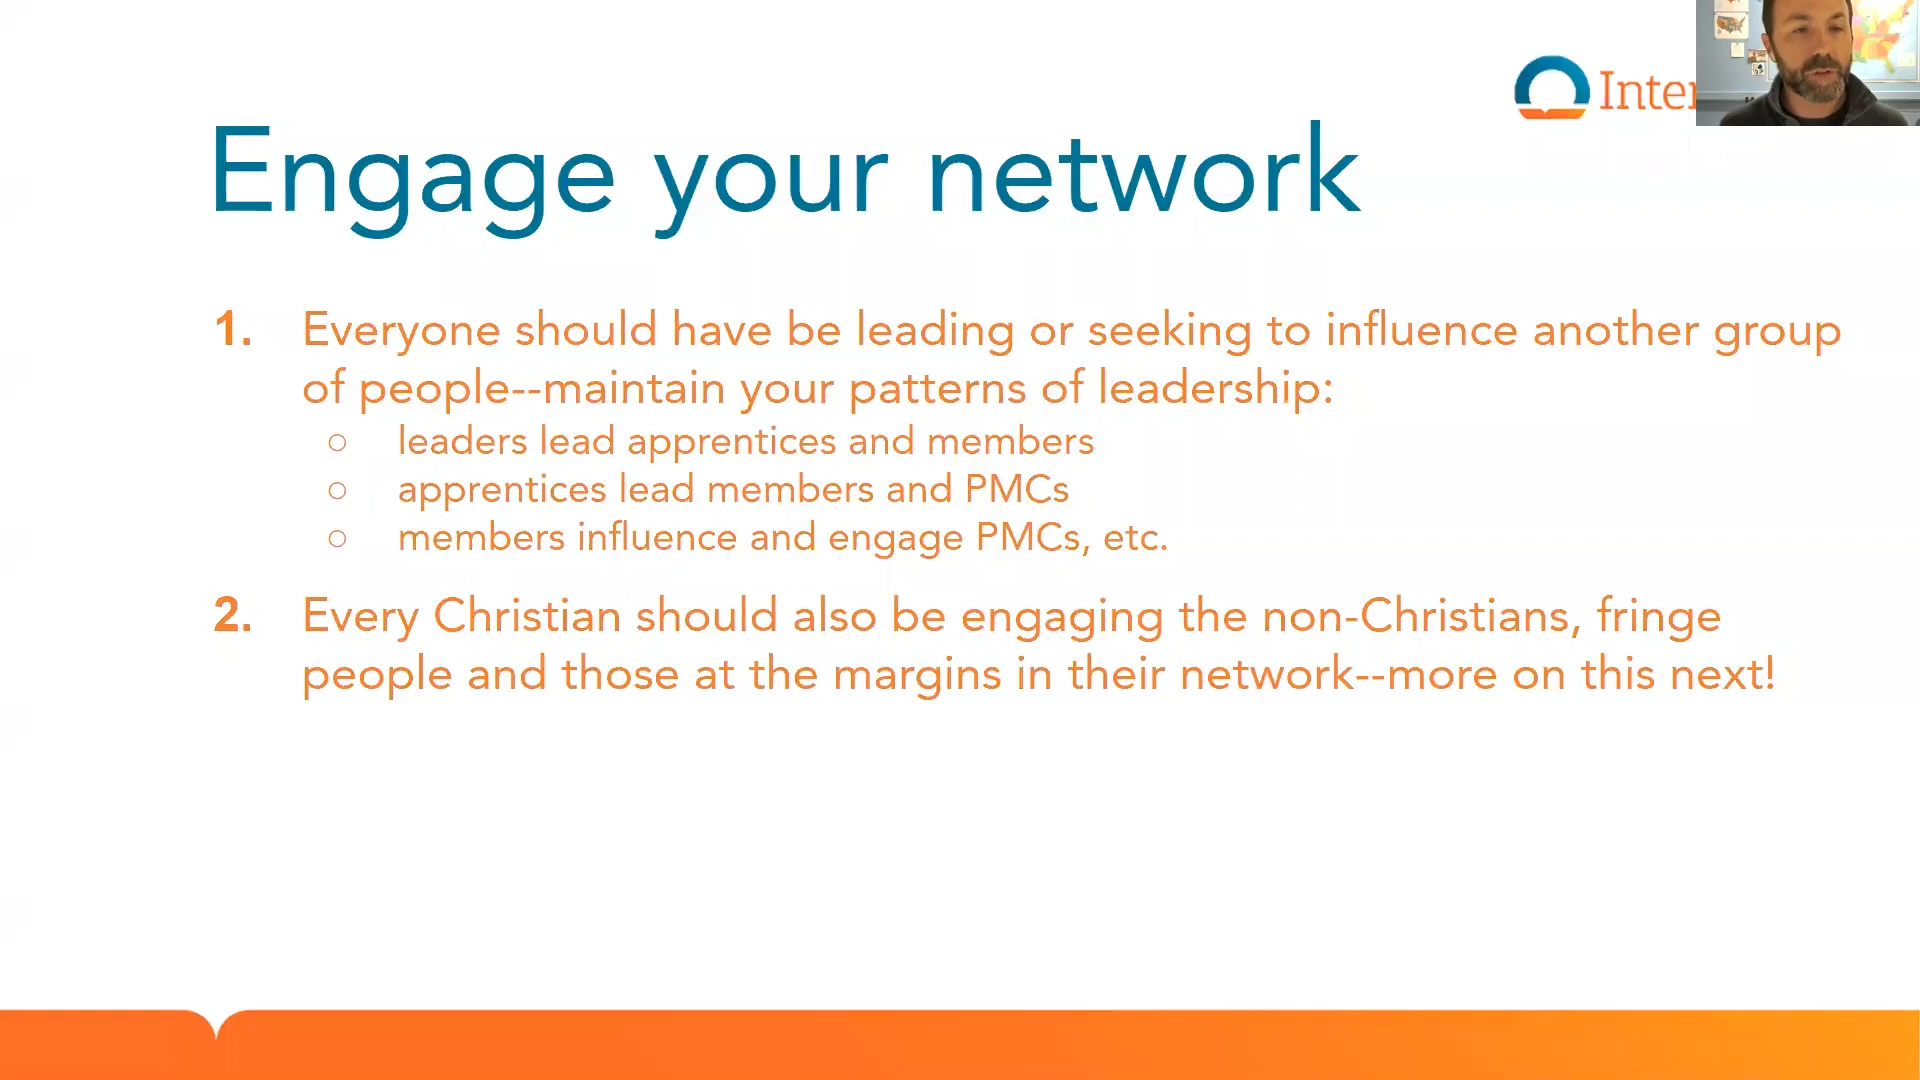 Inter
Engage your network
1. Everyone should have be leading or seeking to influence another group
of people--maintain your patterns of leadership:
○ leaders lead apprentices and members
○ apprentices lead members and PMCs
○ members influence and engage PMCs, etc.
2. Every Christian should also be engaging the non-Christians, fringe
people and those at the margins in their network--more on this next!